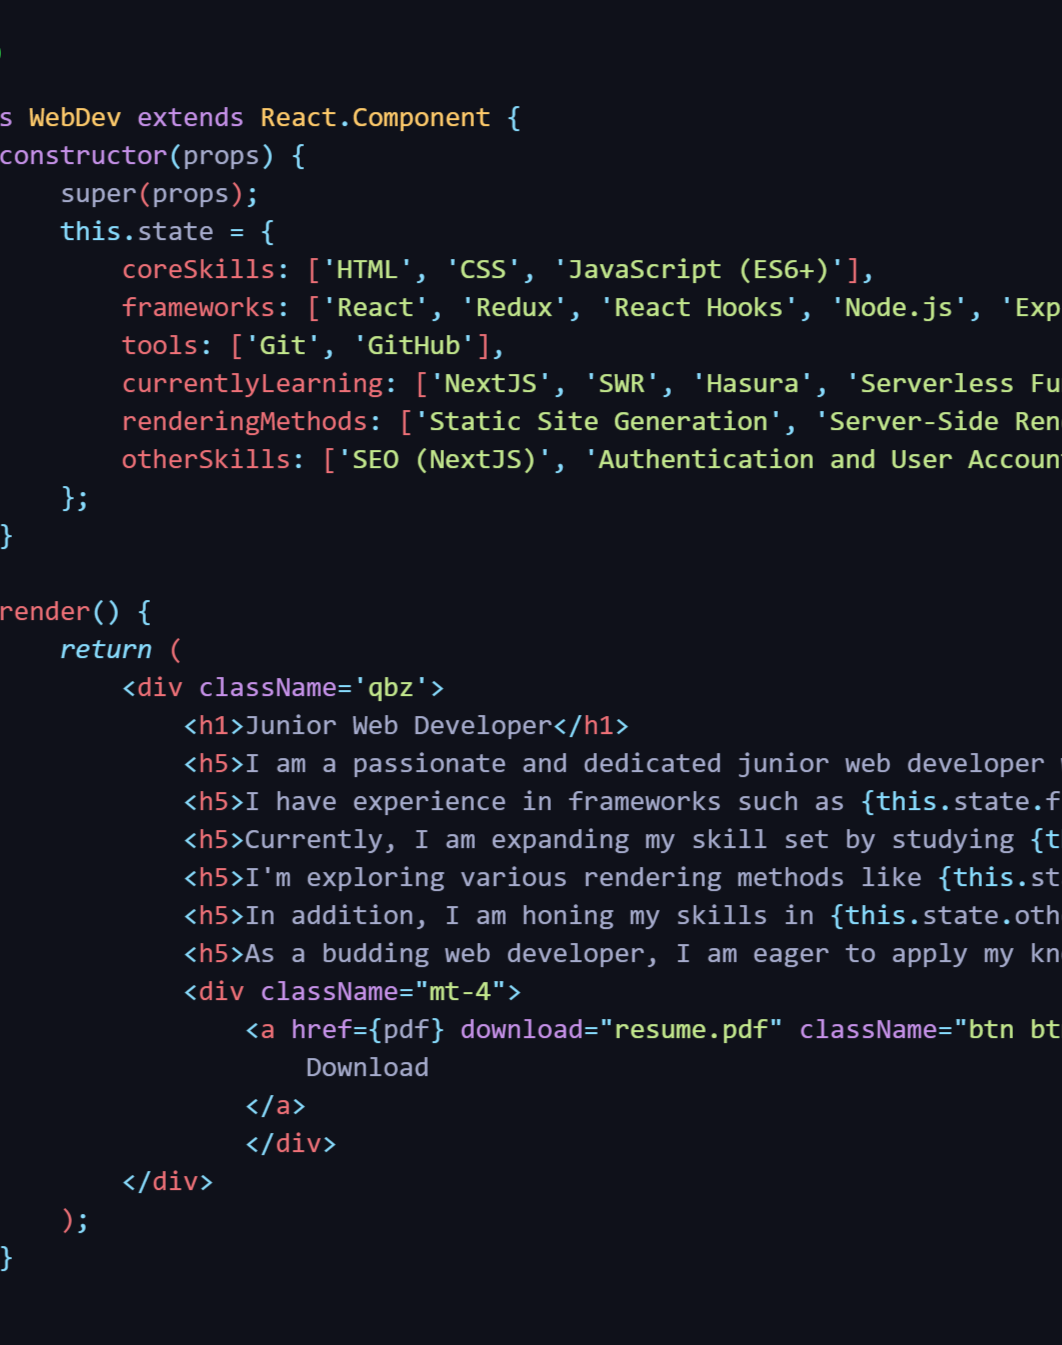 s WebDev extends React.Component {
constructor(props) {
super(props);
this.state = {
coreSkills: ['HTML', 'CSS', 'JavaScript (ES6+)'],
frameworks: ['React', 'Redux', 'React Hooks', 'Node.js', 'Exp
tools: ['Git', 'GitHub'],
currentlyLearning: ['NextJS', 'SWR', 'Hasura', 'Serverless Fu
renderingMethods: ['Static Site Generation', 'Server-Side Ren
otherSkills: ['SEO (NextJS)', 'Authentication and User Accoun
};
}
render() {
return (
<div className='qbz'>
<h1>Junior Web Developer</h1>
<h5>I am a passionate and dedicated junior web developer
<h5>I have experience in frameworks such as {this.state.f
<h5>Currently, I am expanding my skill set by studying {t
<h5>I'm exploring various rendering methods like {this.st
<h5>In addition, I am honing my skills in {this.state.oth
<h5>As a budding web developer, I am eager to apply my kn
<div className="mt-4">
<a href={pdf} download="resume.pdf" className="btn bt
Download
</a>
</div>
</div>
);
}